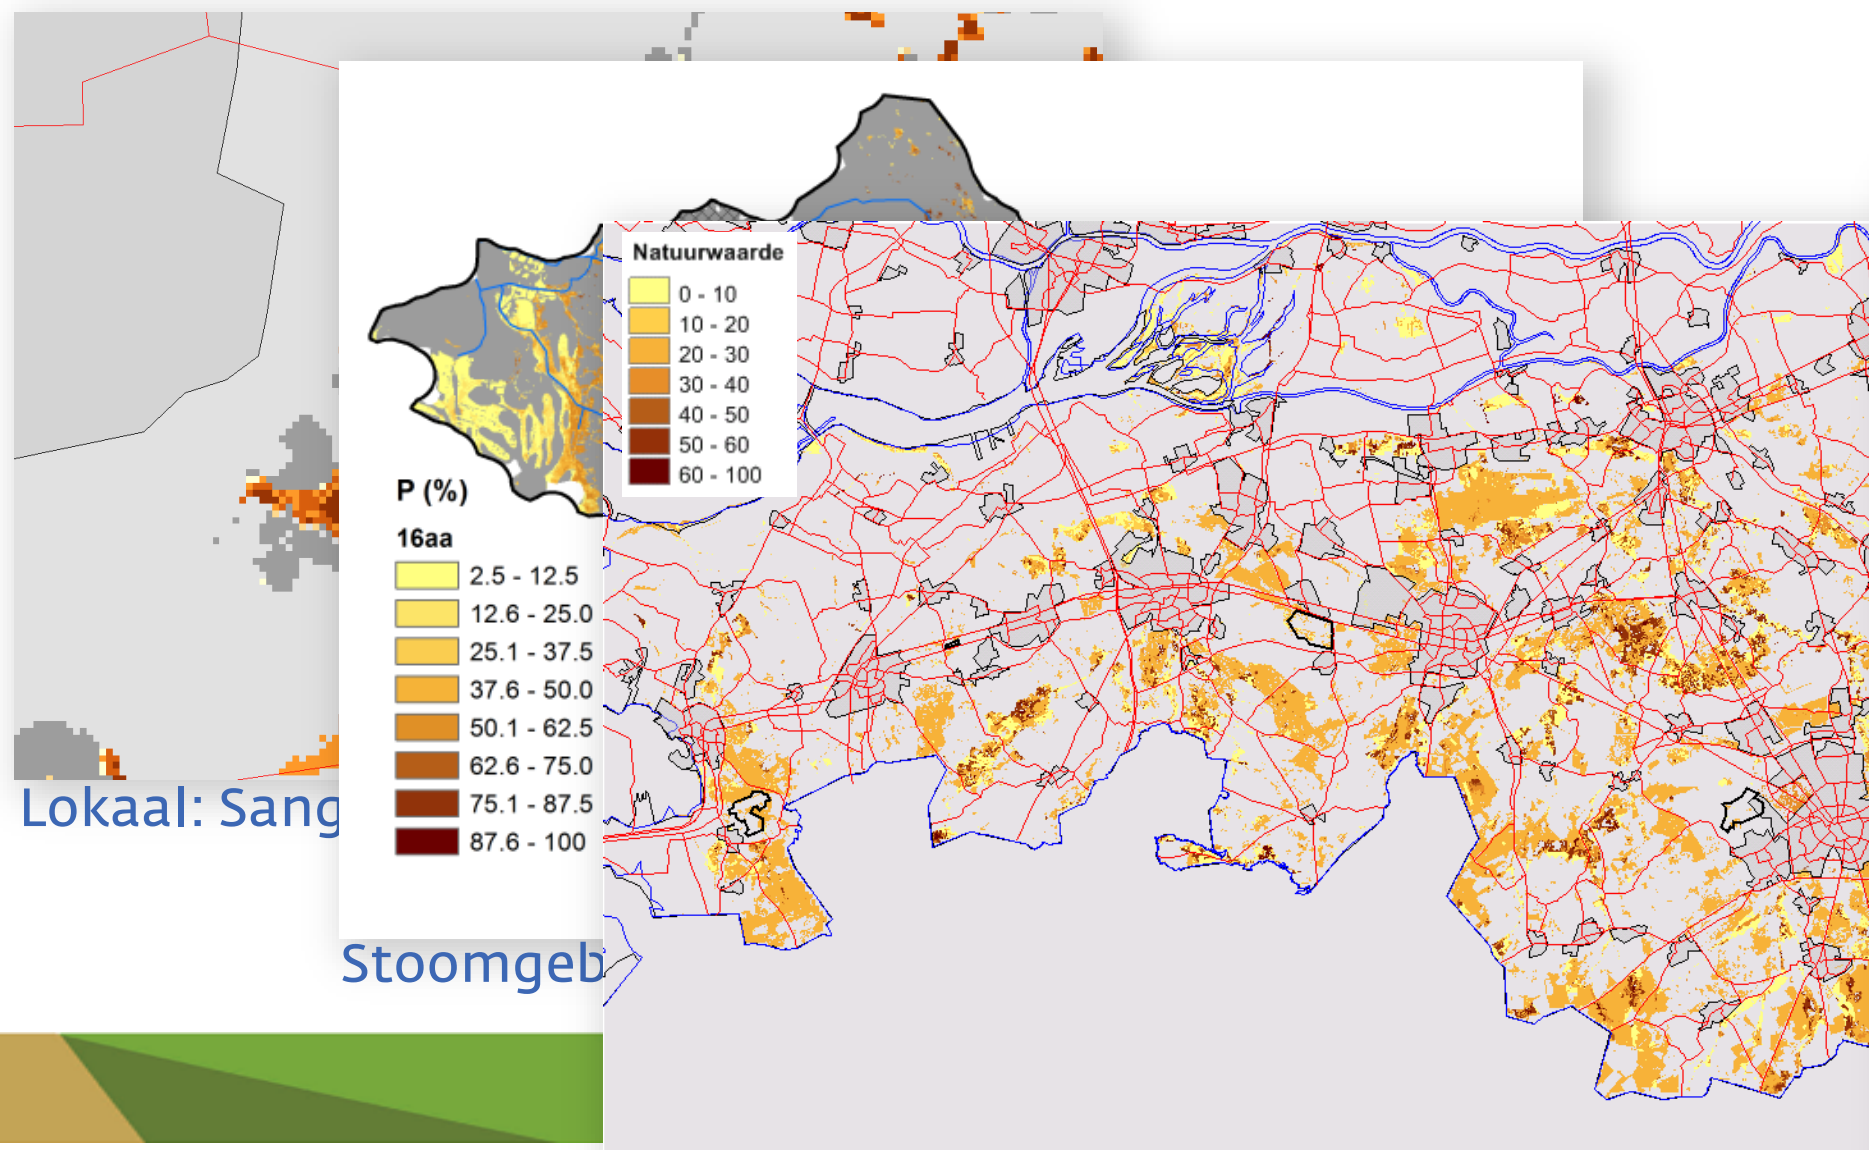 Natuurwaarde
0 - 10
10 - 20
20 - 30
30 - 40
40 - 50
50 - 60
60 - 100
P (%)
16aa
2.5 - 12.5
12.6 - 25.0
25.1 - 37.5
37.6 - 50.0
50.1 - 62.5
62.6 - 75.0
75.1 - 87.5
87.6 - 100
Lokaal: Sang
Stoomgeb